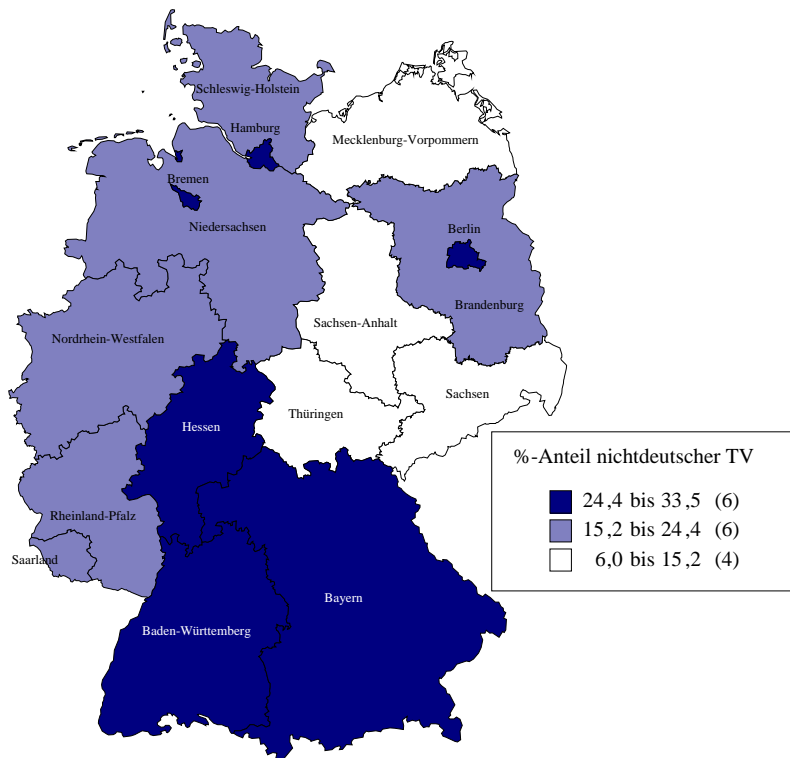 Schleswig-Holstein
Hamburg
Mecklenburg-Vorpommern
Bremen
Niedersachsen
Berlin
Brandenburg
Sachsen-Anhalt
Nordrhein-Westfalen
Sachsen
Thüringen
Hessen
%-Anteil nichtdeutscher TV
24,4 bis 33,5 (6)
15,2 bis 24,4 (6)
6,0 bis 15,2 (4)
Rheinland-Pfalz
Saarland
Bayern
Baden-Württemberg